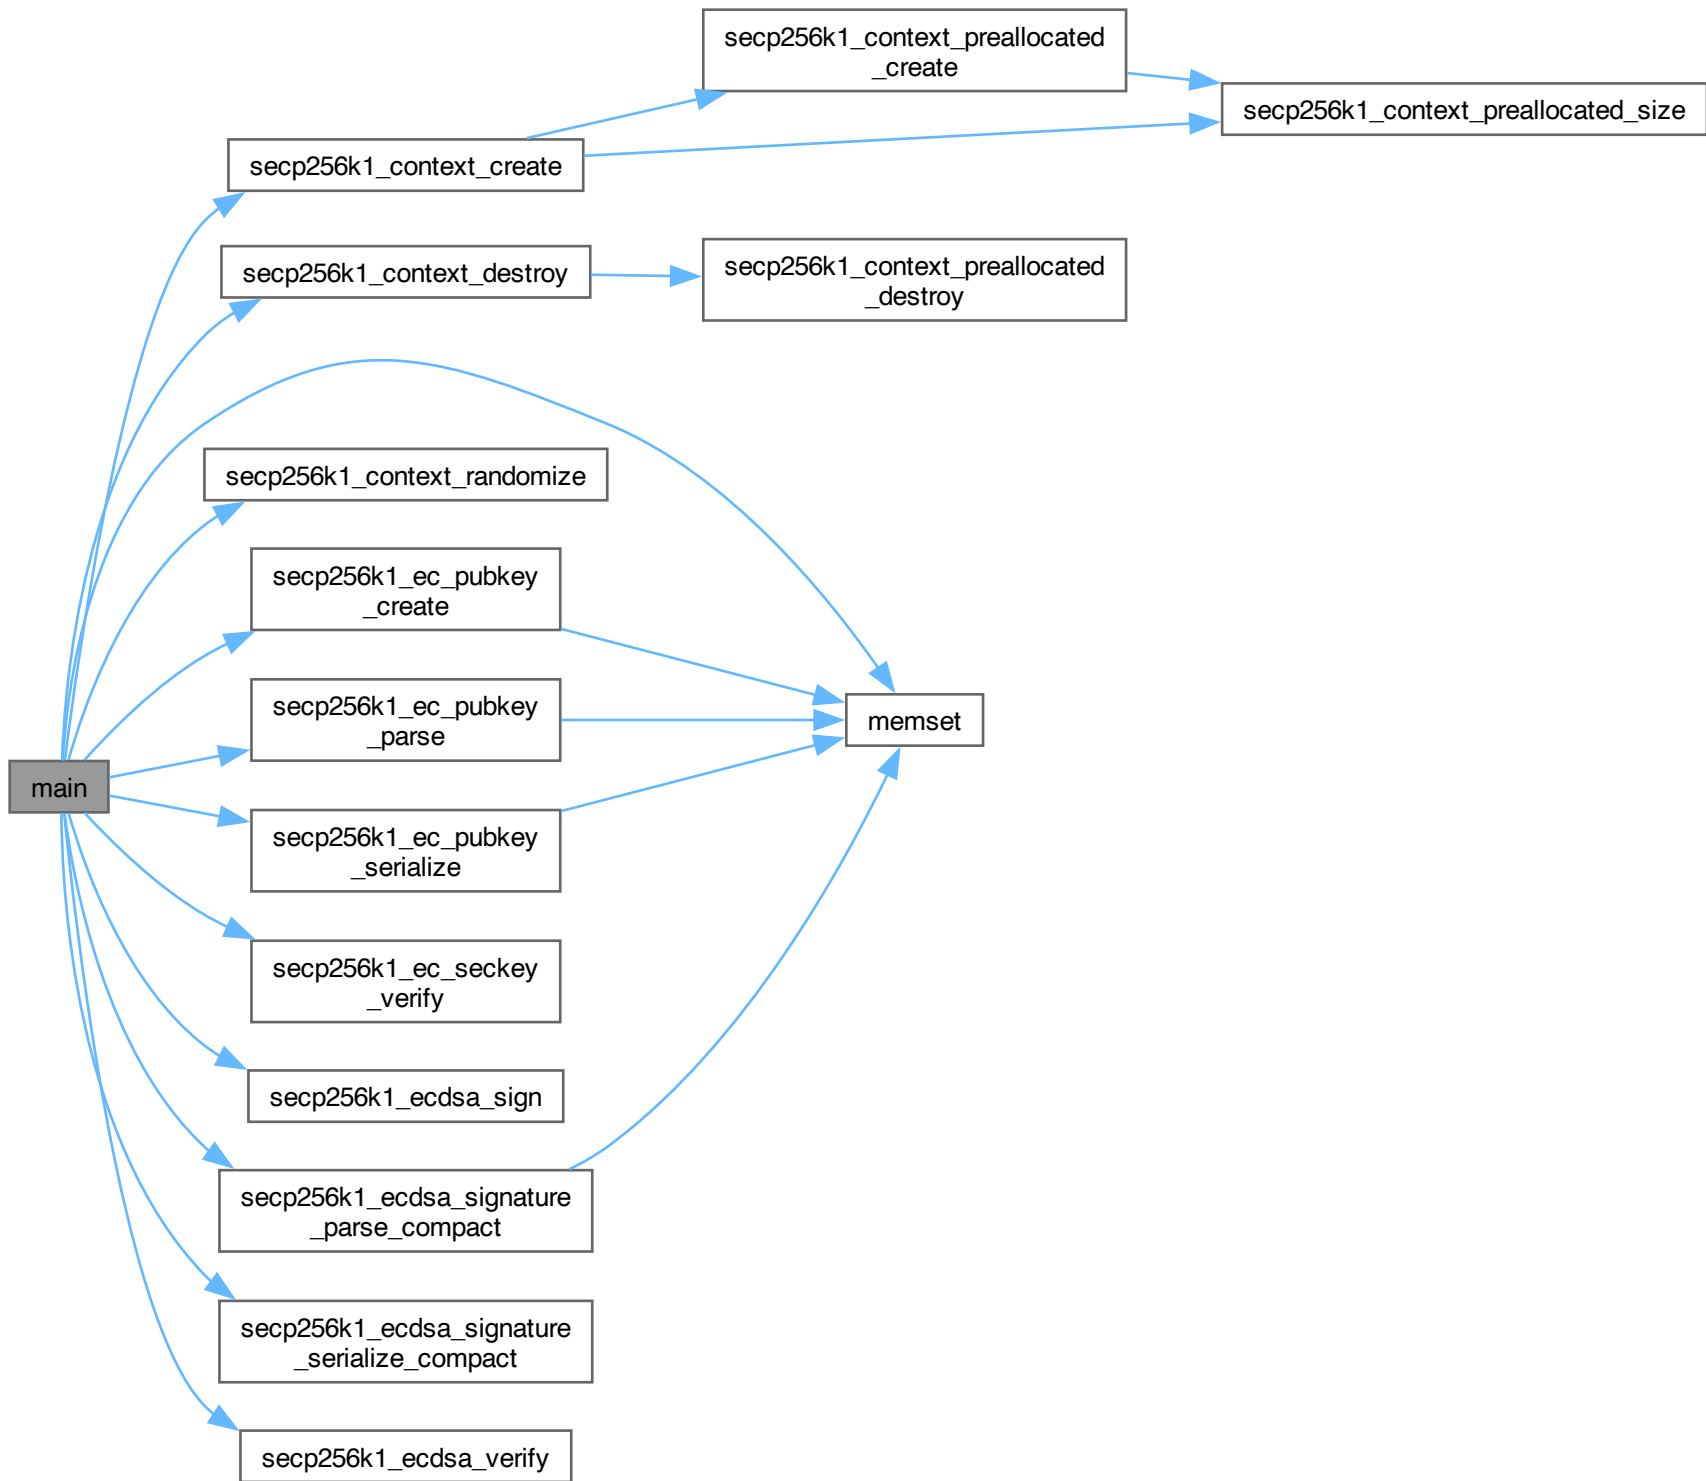 secp256k1_context_preallocated
_create
secp256k1_context_preallocated_size
secp256k1_context_create
secp256k1_context_destroy
secp256k1_context_preallocated
_destroy
secp256k1_context_randomize
secp256k1_ec_pubkey
_create
secp256k1_ec_pubkey
_parse
memset
main
secp256k1_ec_pubkey
_serialize
secp256k1_ec_seckey
_verify
secp256k1_ecdsa_sign
secp256k1_ecdsa_signature
_parse_compact
secp256k1_ecdsa_signature
_serialize_compact
secp256k1_ecdsa_verify